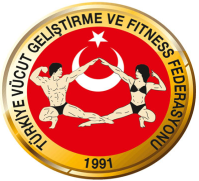 TÜRKİYE VÜCUT GELİŞTİRME VE FITNESS FEDERASYONU
1991